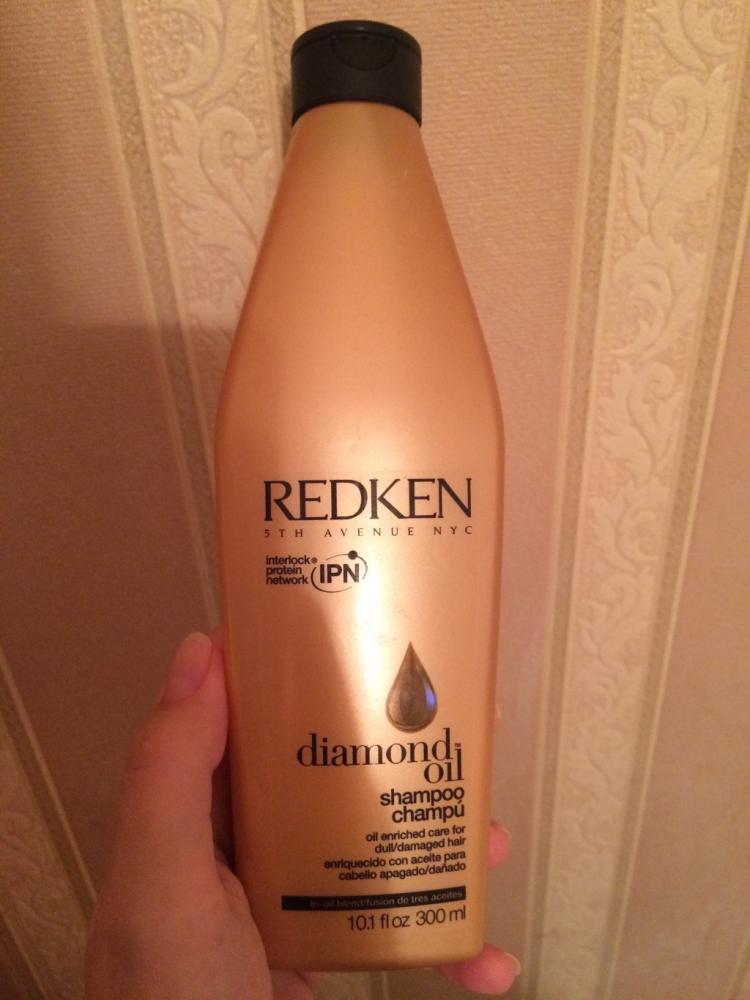 REDKEN
5TH AVENUE NYC
interlock®
protein
network
IPN
diamond
oil™
shampoo
champú
oil enriched care for
dull/damaged hair
enriquecido con aceite para
cabello apagado/dañado
tri-oil blend/fusión de tres aceites
10.1 fl oz 300 ml